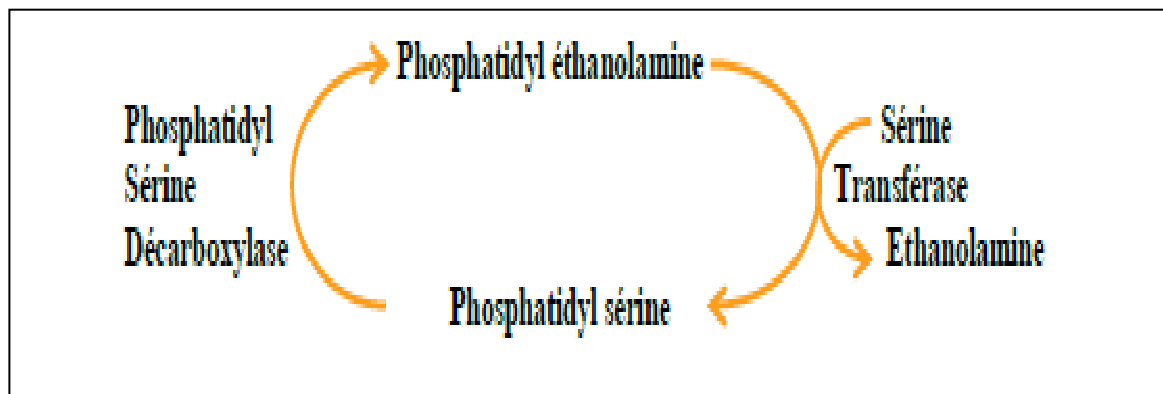 Phosphatidyl éthanolamine
Phosphatidyl
Sérine
Décarboxylase
Sérine
Transférase
Ethanolamine
Phosphatidyl sérine